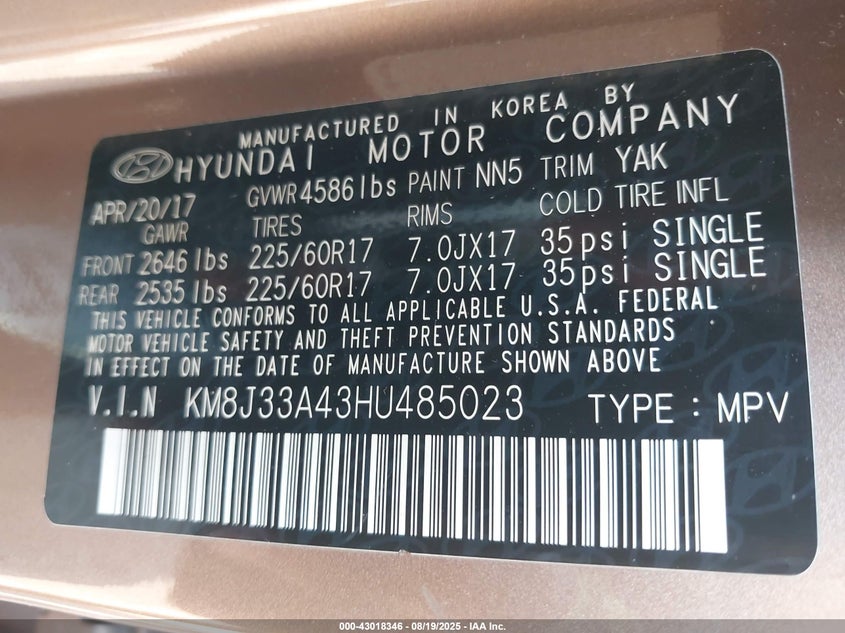 MANUFACTURED IN KOREA BY
HYUNDAI MOTOR COMPANY
APR/20/17 GVWR 4586 lbs PAINT NN5 TRIM YAK
GAWR TIRES RIMS COLD TIRE INFL
FRONT 2646 lbs 225/60R17 7.0JX17 35psi SINGLE
REAR 2535 lbs 225/60R17 7.0JX17 35psi SINGLE
THIS VEHICLE CONFORMS TO ALL APPLICABLE U.S.A. FEDERAL
MOTOR VEHICLE SAFETY AND THEFT PREVENTION STANDARDS
IN EFFECT ON THE DATE OF MANUFACTURE SHOWN ABOVE
V.I.N KM8J33A43HU485023 TYPE : MPV
000-43018346 - 08/19/2025 - IAA Inc.